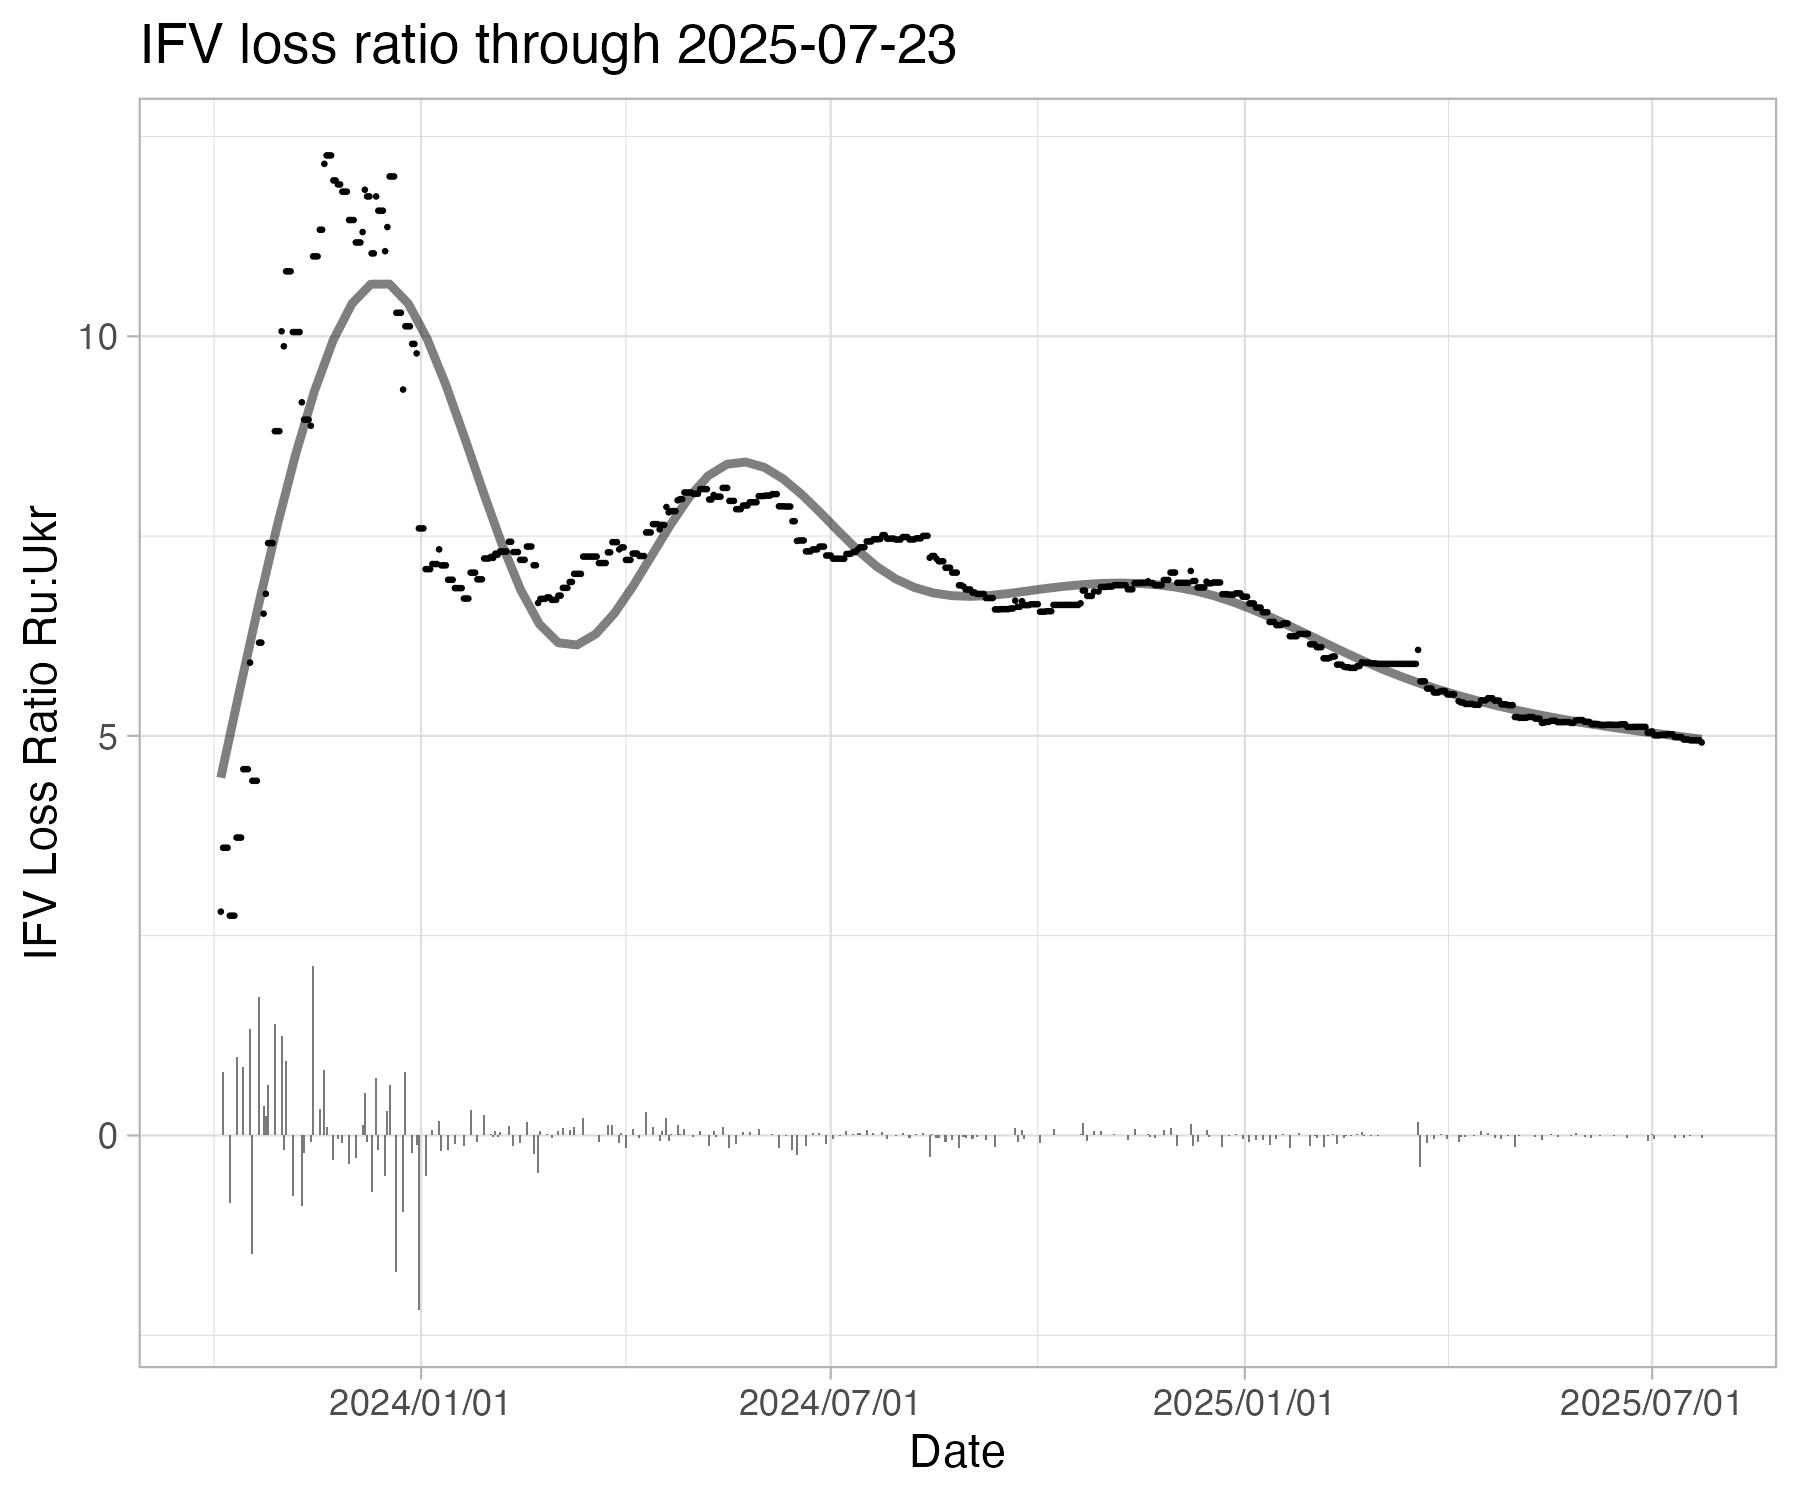 IFV loss ratio through 2025-07-23
IFV Loss Ratio Ru:Ukr
10
5
0
2024/01/01
2024/07/01
2025/01/01
2025/07/01
Date